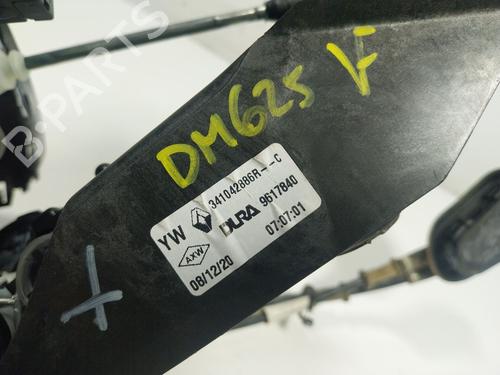 DM625 V
YW 341042886R--C
DURA 9617840
AXW
08/12/20 07:07:01
X
B-PARTS